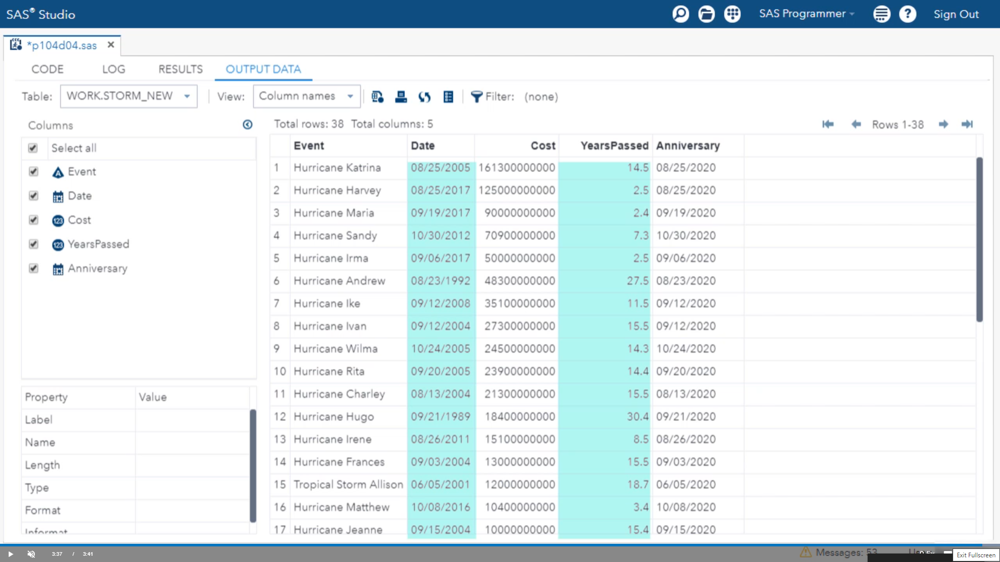 SAS® Studio
SAS Programmer
Sign Out
*p104d04.sas
CODE LOG RESULTS OUTPUT DATA
Table: WORK.STORM_NEW View: Column names Filter: (none)
Columns
Select all
Event
Date
Cost
YearsPassed
Anniversary
Property Value
Label
Name
Length
Type
Format
Informat
Total rows: 38 Total columns: 5
Rows 1-38
Event Date Cost YearsPassed Anniversary
1 Hurricane Katrina 08/25/2005 161300000000 14.5 08/25/2020
2 Hurricane Harvey 08/25/2017 125000000000 2.5 08/25/2020
3 Hurricane Maria 09/19/2017 90000000000 2.4 09/19/2020
4 Hurricane Sandy 10/30/2012 70900000000 7.3 10/30/2020
5 Hurricane Irma 09/06/2017 50000000000 2.5 09/06/2020
6 Hurricane Andrew 08/23/1992 48300000000 27.5 08/23/2020
7 Hurricane Ike 09/12/2008 35100000000 11.5 09/12/2020
8 Hurricane Ivan 09/12/2004 27300000000 15.5 09/12/2020
9 Hurricane Wilma 10/24/2005 24500000000 14.3 10/24/2020
10 Hurricane Rita 09/20/2005 23900000000 14.4 09/20/2020
11 Hurricane Charley 08/13/2004 21300000000 15.5 08/13/2020
12 Hurricane Hugo 09/21/1989 18400000000 30.4 09/21/2020
13 Hurricane Irene 08/26/2011 15100000000 8.5 08/26/2020
14 Hurricane Frances 09/03/2004 13000000000 15.5 09/03/2020
15 Tropical Storm Allison 06/05/2001 12000000000 18.7 06/05/2020
16 Hurricane Matthew 10/08/2016 10400000000 3.4 10/08/2020
17 Hurricane Jeanne 09/15/2004 10000000000 15.4 09/15/2020
3:37 / 3:41
Messages: 53
Exit Fullscreen